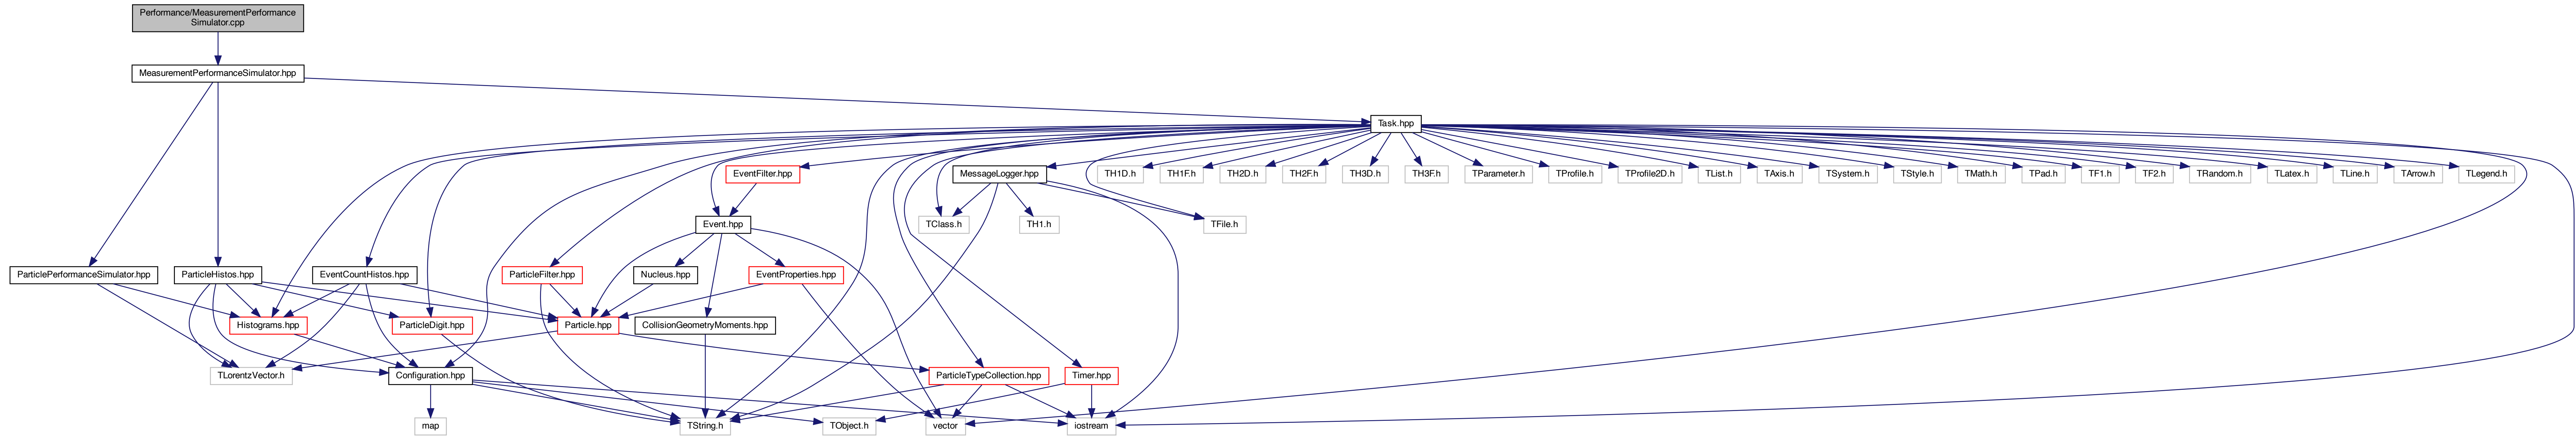 Performance/MeasurementPerformance
Simulator.cpp
MeasurementPerformanceSimulator.hpp
Task.hpp
EventFilter.hpp
MessageLogger.hpp
TH1D.h
TH1F.h
TH2D.h
TH2F.h
TH3D.h
TH3F.h
TParameter.h
TProfile.h
TProfile2D.h
TList.h
TAxis.h
TSystem.h
TStyle.h
TMath.h
TPad.h
TF1.h
TF2.h
TRandom.h
TLatex.h
TLine.h
TArrow.h
TLegend.h
Event.hpp
TClass.h
TH1.h
TFile.h
ParticlePerformanceSimulator.hpp
ParticleHistos.hpp
EventCountHistos.hpp
ParticleFilter.hpp
Nucleus.hpp
EventProperties.hpp
Histograms.hpp
ParticleDigit.hpp
Particle.hpp
CollisionGeometryMoments.hpp
TLorentzVector.h
Configuration.hpp
ParticleTypeCollection.hpp
Timer.hpp
map
TString.h
TObject.h
vector
iostream